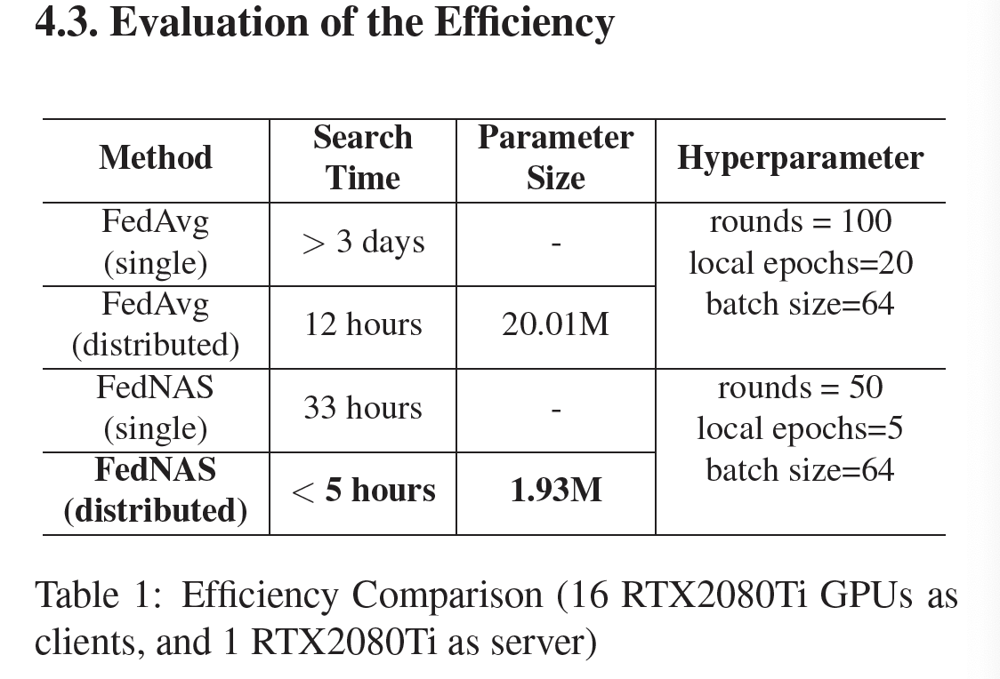 4.3. Evaluation of the Efficiency
Method
Search
Time
Parameter
Size
Hyperparameter
FedAvg
(single)
> 3 days
-
rounds = 100
local epochs=20
batch size=64
FedAvg
(distributed)
12 hours
20.01M
FedNAS
(single)
33 hours
-
rounds = 50
local epochs=5
batch size=64
FedNAS
(distributed)
< 5 hours
1.93M
Table 1: Efficiency Comparison (16 RTX2080Ti GPUs as
clients, and 1 RTX2080Ti as server)